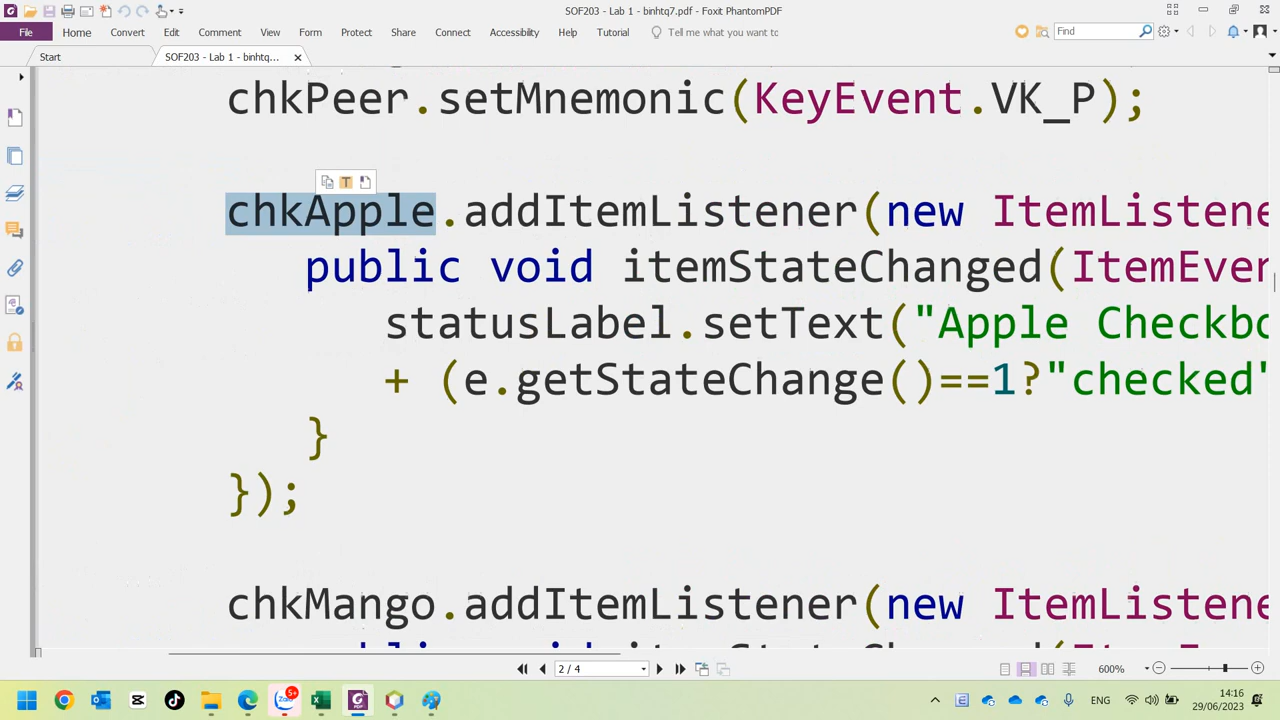 SOF203 - Lab 1 - binhtq7.pdf - Foxit PhantomPDF
File Home Convert Edit Comment View Form Protect Share Connect Accessibility Help Tutorial Tell me what you want to Find
Start SOF203 - Lab 1 - binhtq...
chkPeer.setMnemonic(KeyEvent.VK_P);
chkApple.addItemListener(new ItemListene
public void itemStateChanged(ItemEven
statusLabel.setText("Apple Checkbo
+ (e.getStateChange()==1?"checked"
}
});
chkMango.addItemListener(new ItemListene
2 / 4 600%
Zalo 5+
ENG 14:16
29/06/2023